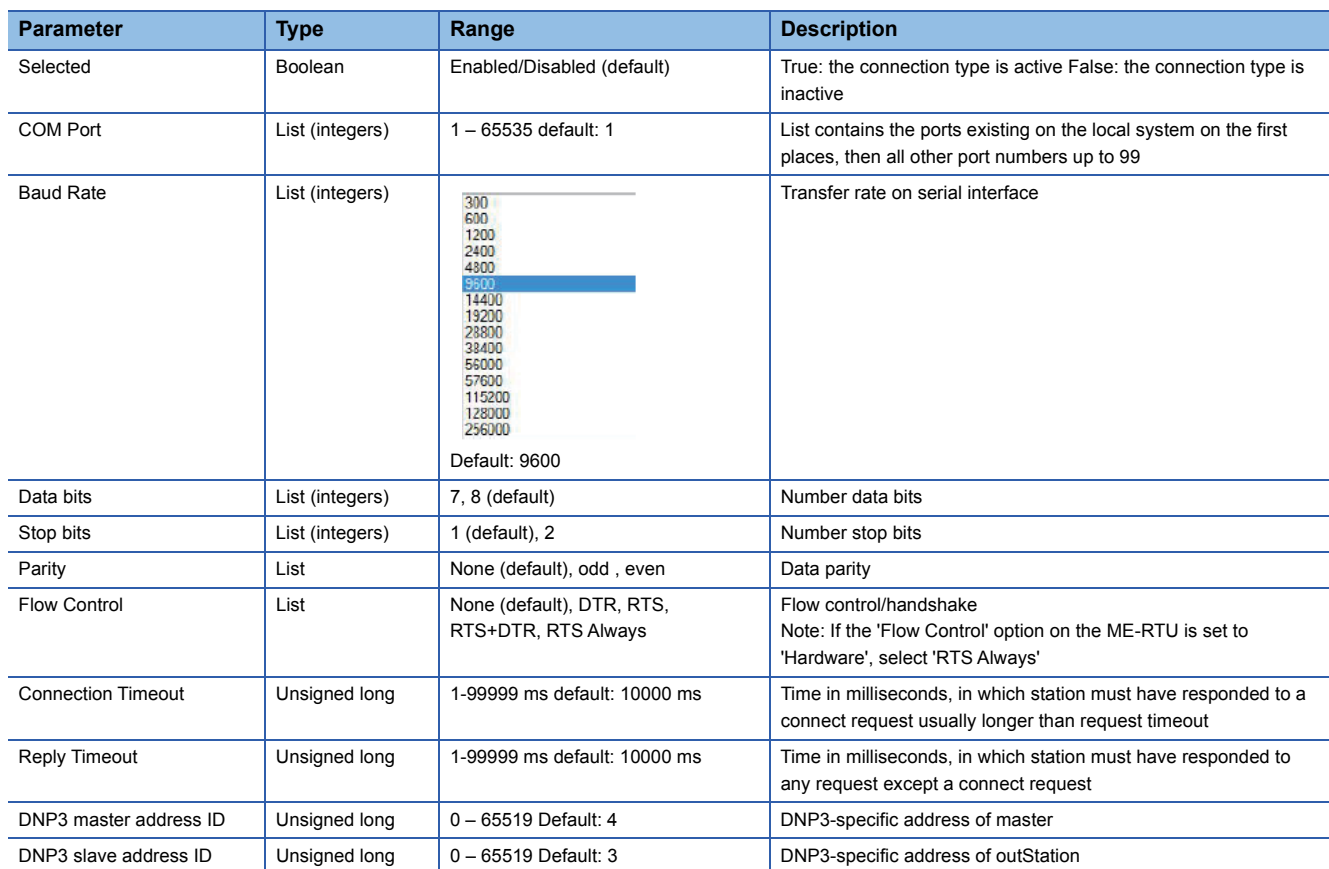 Parameter Type Range Description
Selected Boolean Enabled/Disabled (default) True: the connection type is active False: the connection type is
inactive
COM Port List (integers) 1 – 65535 default: 1 List contains the ports existing on the local system on the first
places, then all other port numbers up to 99
Baud Rate List (integers) Transfer rate on serial interface
300
600
1200
2400
4800
9600
14400
19200
28800
38400
56000
57600
115200
128000
256000
Default: 9600
Data bits List (integers) 7, 8 (default) Number data bits
Stop bits List (integers) 1 (default), 2 Number stop bits
Parity List None (default), odd , even Data parity
Flow Control List None (default), DTR, RTS, Flow control/handshake
RTS+DTR, RTS Always Note: If the 'Flow Control' option on the ME-RTU is set to
'Hardware', select 'RTS Always'
Connection Timeout Unsigned long 1-99999 ms default: 10000 ms Time in milliseconds, in which station must have responded to a
connect request usually longer than request timeout
Reply Timeout Unsigned long 1-99999 ms default: 10000 ms Time in milliseconds, in which station must have responded to
any request except a connect request
DNP3 master address ID Unsigned long 0 – 65519 Default: 4 DNP3-specific address of master
DNP3 slave address ID Unsigned long 0 – 65519 Default: 3 DNP3-specific address of outStation